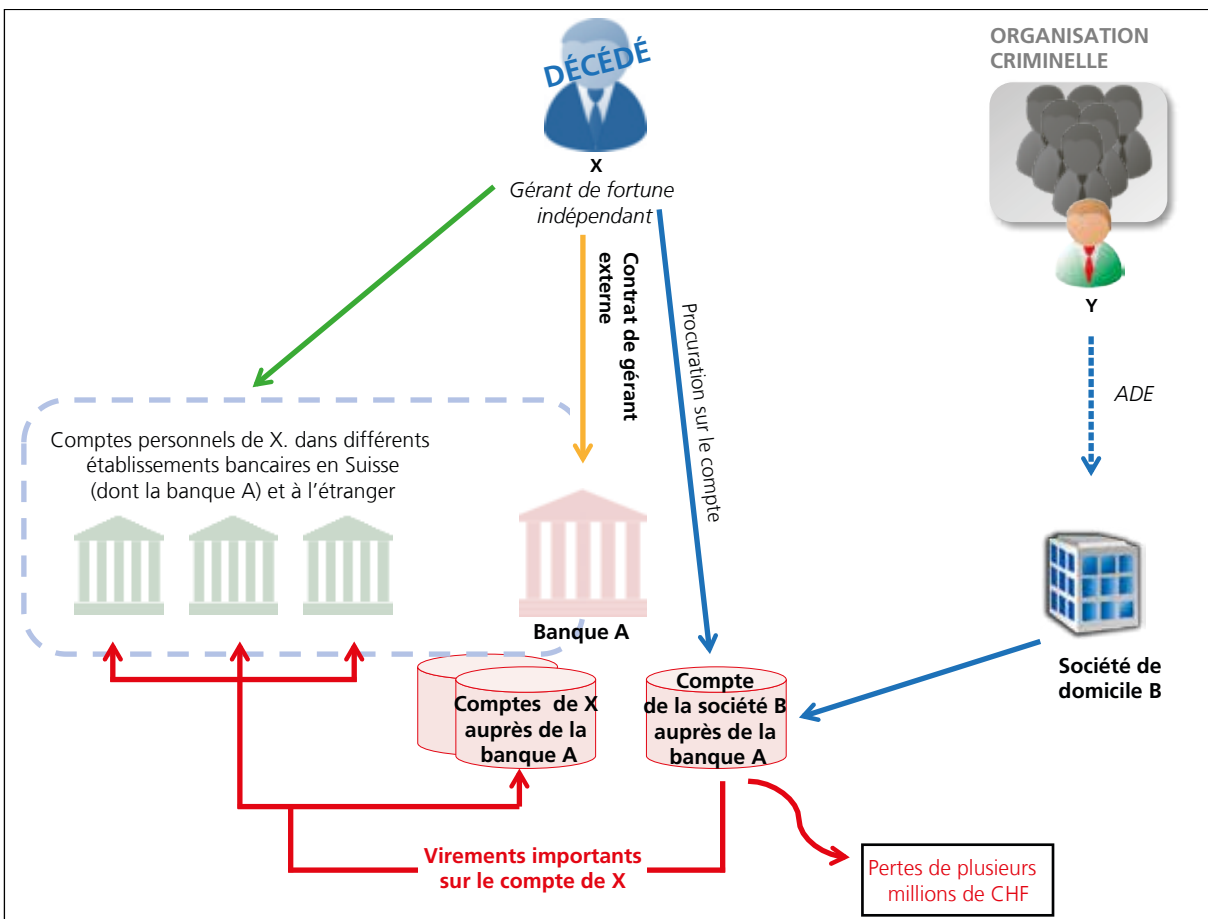 ORGANISATION
CRIMINELLE
DÉCÉDÉ
X
Gérant de fortune
indépendant
Y
Contrat de gérant
externe
Procuration sur le compte
ADE
Comptes personnels de X. dans différents
établissements bancaires en Suisse
(dont la banque A) et à l'étranger
Banque A
Société de
domicile B
Comptes de X
auprès de la
banque A
Compte
de la société B
auprès de la
banque A
Virements importants
sur le compte de X
Pertes de plusieurs
millions de CHF